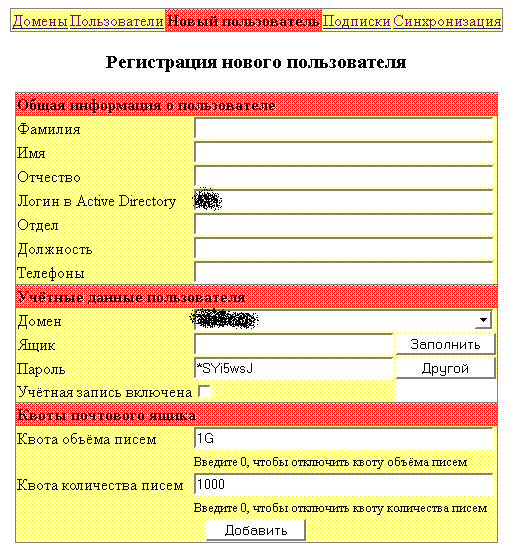 Домены Пользователи Новый пользователь Подписки Синхронизация
Регистрация нового пользователя
Общая информация о пользователе
Фамилия
Имя
Отчество
Логин в Active Directory
Отдел
Должность
Телефоны
Учётные данные пользователя
Домен
Ящик Заполнить
Пароль *SYi5wsJ Другой
Учётная запись включена
Квоты почтового ящика
Квота объёма писем 1G
Введите 0, чтобы отключить квоту объёма писем
Квота количества писем 1000
Введите 0, чтобы отключить квоту количества писем
Добавить